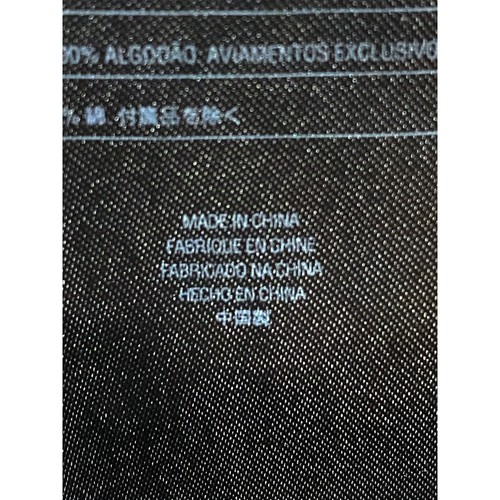 00% ALGODÃO. AVIAMENTOS EXCLUSIVO
%綿, 付属品を除く
MADE IN CHINA
FABRIQUE EN CHINE
FABRICADO NA CHINA
HECHO EN CHINA
中国製